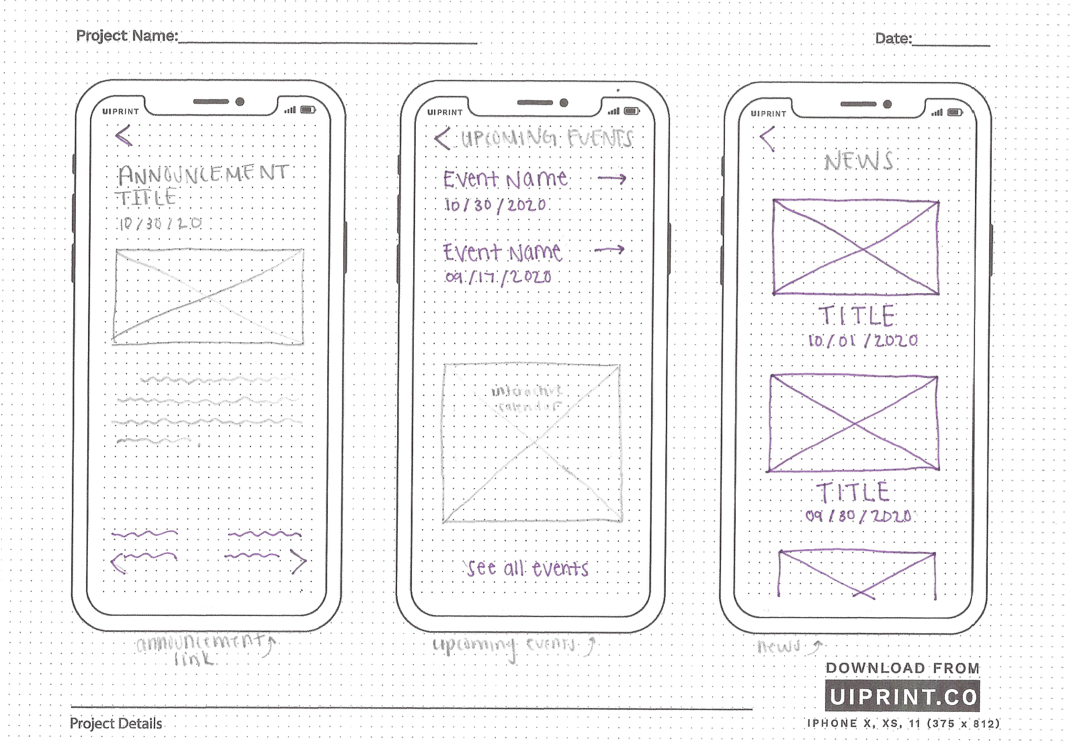 Project Name:
Date:
UIPRINT
<
ANNOUNCEMENT
TITLE
10/30/20
<
>
announcement
link
UIPRINT
< UPCOMING EVENTS
Event Name →
10/30/2020
Event Name →
09/17/2020
interactive
calendar
see all events
upcoming events
UIPRINT
<
NEWS
TITLE
10/01/2020
TITLE
09/30/2020
news
DOWNLOAD FROM
UIPRINT.CO
IPHONE X, XS, 11 (375 x 812)
Project Details